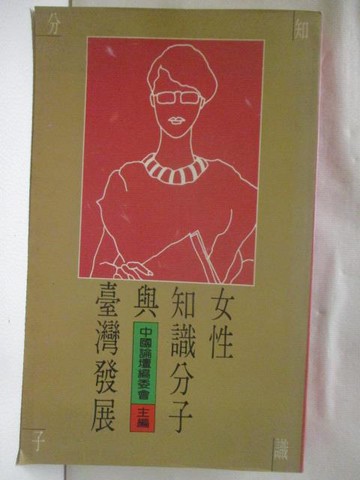 知
識
分
子
女性
知識分子
與
臺灣發展
中國論壇編委會
主編